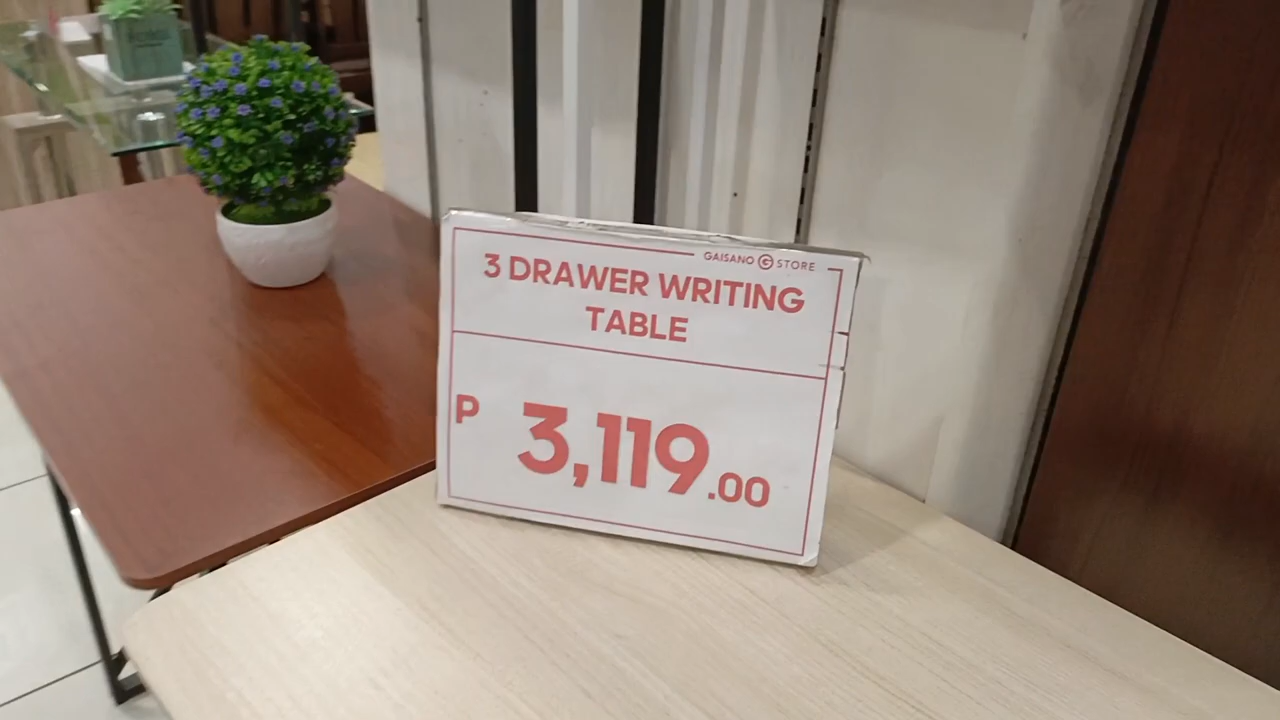 GAISANO G STORE
3 DRAWER WRITING
TABLE
P 3,119.00